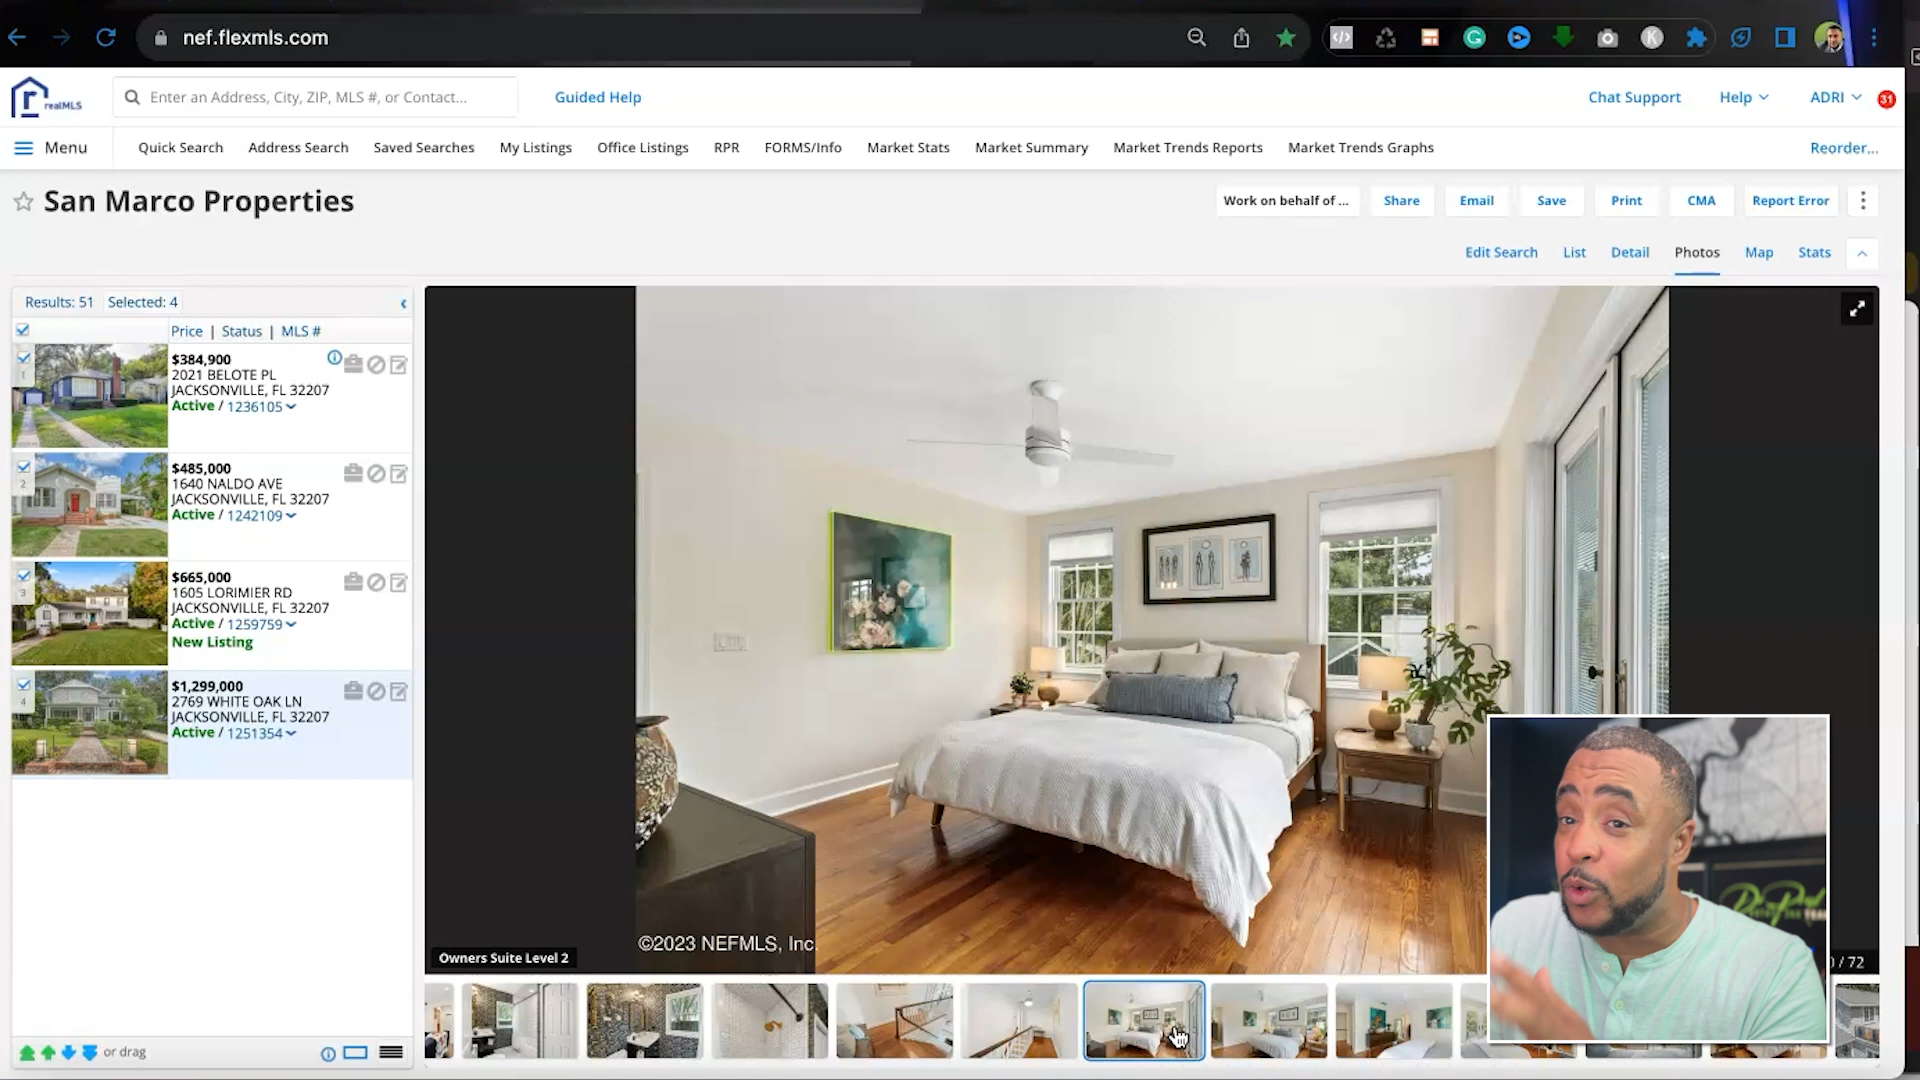 nef.flexmls.com
realMLS
Enter an Address, City, ZIP, MLS #, or Contact...
Guided Help
Chat Support
Help
ADRI
31
Menu
Quick Search
Address Search
Saved Searches
My Listings
Office Listings
RPR
FORMS/Info
Market Stats
Market Summary
Market Trends Reports
Market Trends Graphs
Reorder...
San Marco Properties
Work on behalf of ...
Share
Email
Save
Print
CMA
Report Error
Edit Search
List
Detail
Photos
Map
Stats
Results: 51
Selected: 4
Price | Status | MLS #
1
$384,900
2021 BELOTE PL
JACKSONVILLE, FL 32207
Active / 1236105
2
$485,000
1640 NALDO AVE
JACKSONVILLE, FL 32207
Active / 1242109
3
$665,000
1605 LORIMIER RD
JACKSONVILLE, FL 32207
Active / 1259759
New Listing
4
$1,299,000
2769 WHITE OAK LN
JACKSONVILLE, FL 32207
Active / 1251354
or drag
©2023 NEFMLS, Inc.
Owners Suite Level 2
/ 72